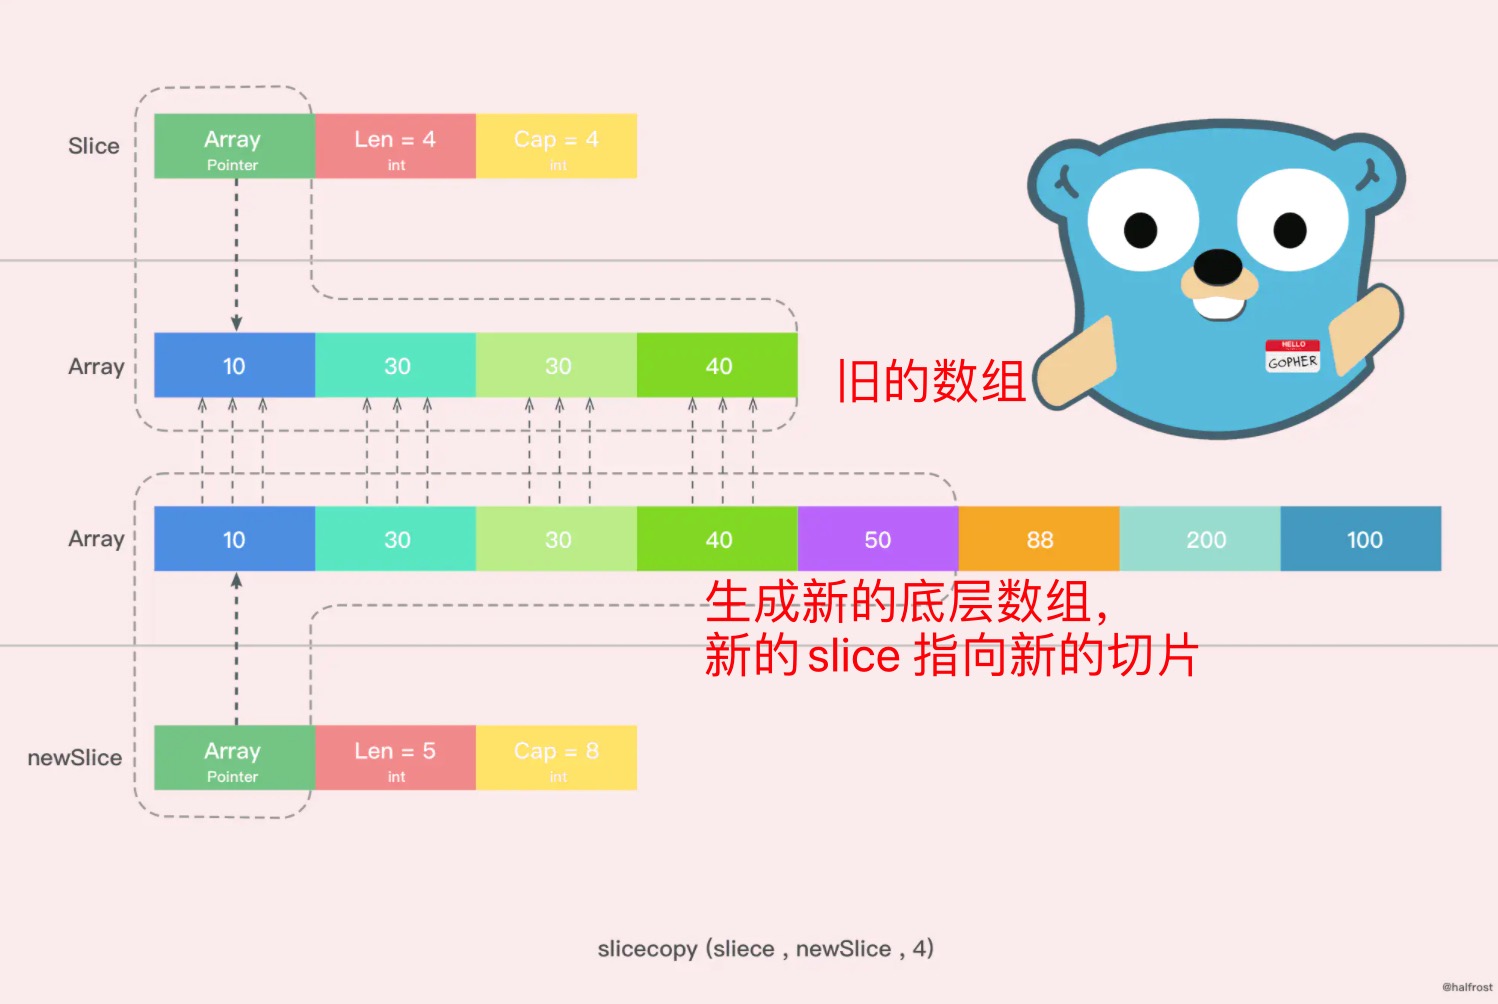 Slice
Array
Pointer
Len = 4
int
Cap = 4
int
Array
10
30
30
40
旧的数组
HELLO
GOPHER
Array
10
30
30
40
50
88
200
100
生成新的底层数组，
新的 slice 指向新的切片
newSlice
Array
Pointer
Len = 5
int
Cap = 8
int
slicecopy (sliece , newSlice , 4)
@halfrost